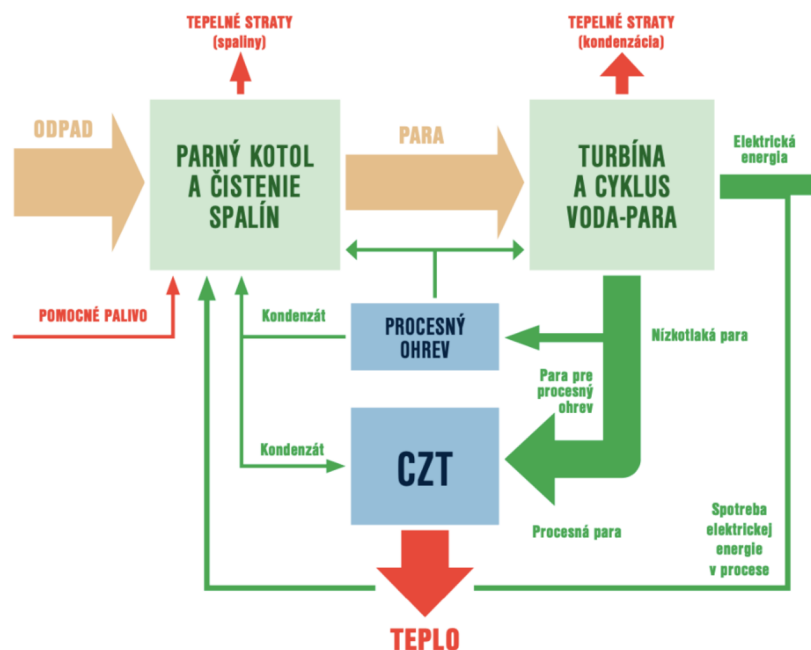 TEPELNÉ STRATY
(spaliny)
TEPELNÉ STRATY
(kondenzácia)
ODPAD
PARNÝ KOTOL
A ČISTENIE
SPALÍN
PARA
TURBÍNA
A CYKLUS
VODA-PARA
Elektrická
energia
POMOCNÉ PALIVO
Kondenzát
PROCESNÝ
OHREV
Nízkotlaká para
Para pre
procesný
ohrev
Kondenzát
CZT
Procesná para
Spotreba
elektrickej
energie
v procese
TEPLO